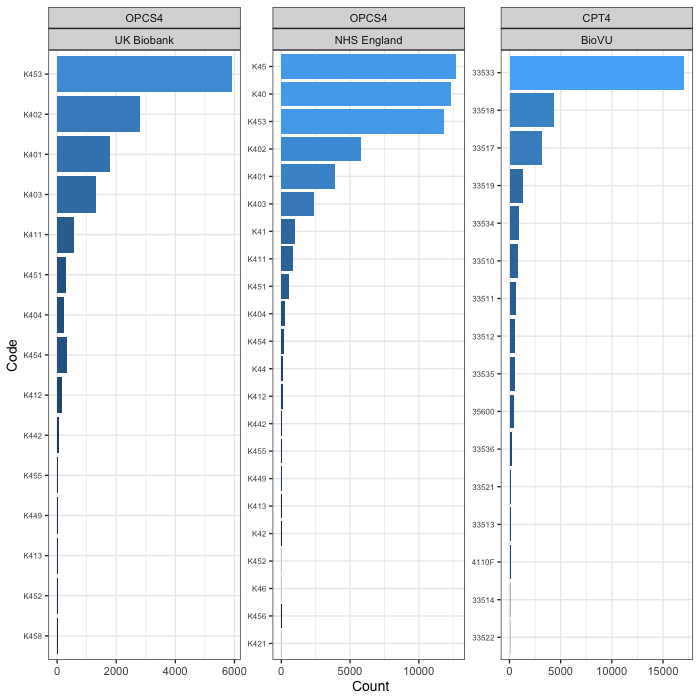 OPCS4
UK Biobank
OPCS4
NHS England
CPT4
BioVU
Code
K453
K402
K401
K403
K411
K451
K404
K454
K412
K442
K455
K449
K413
K452
K458
0
2000
4000
6000
K45
K40
K453
K402
K401
K403
K41
K411
K451
K404
K454
K44
K412
K442
K455
K449
K413
K42
K452
K46
K456
K421
0
5000
10000
33533
33518
33517
33519
33534
33510
33511
33512
33535
35600
33536
33521
33513
4110F
33514
33522
0
5000
10000
15000
Count